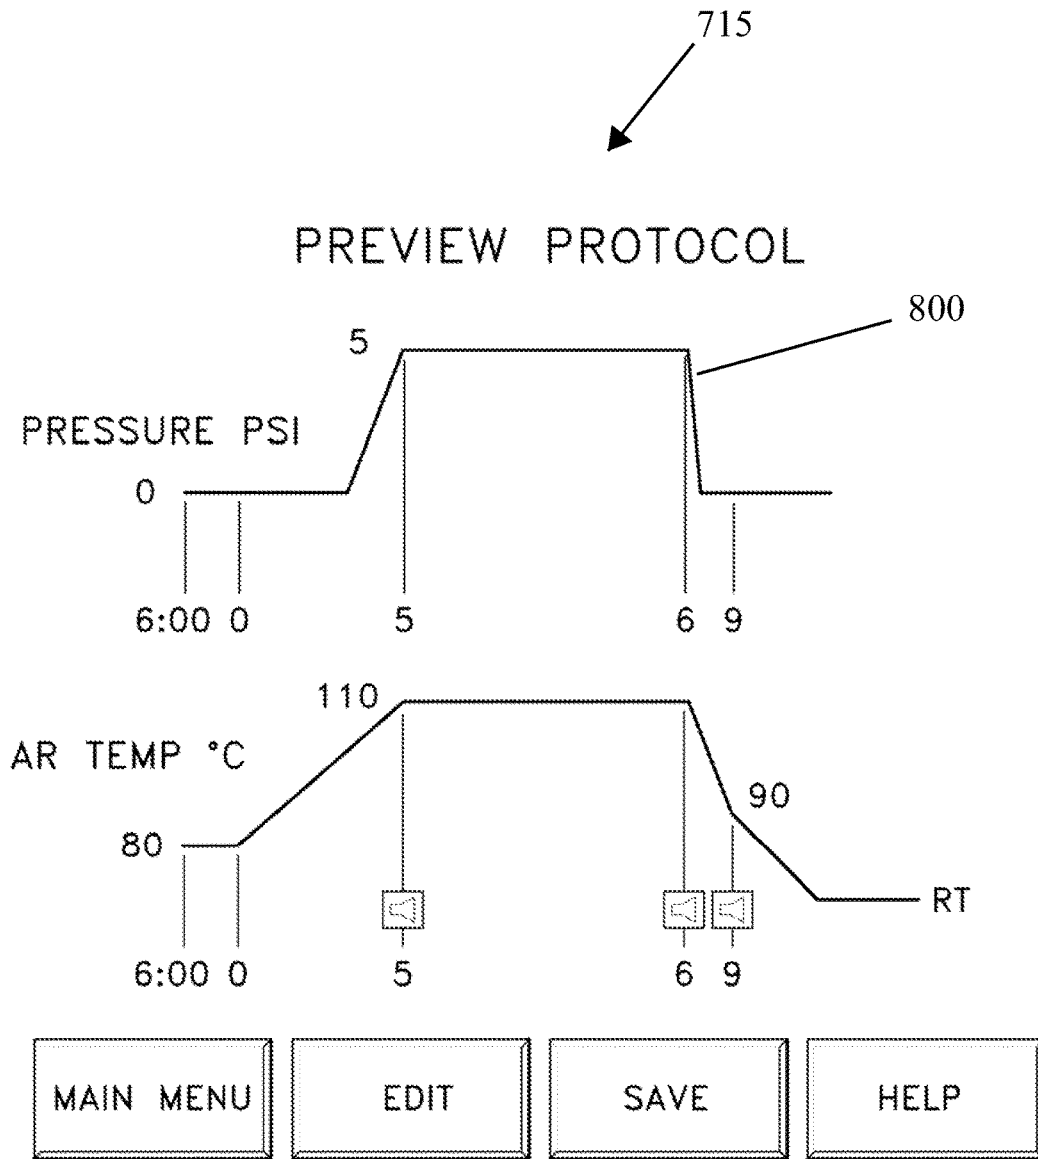 715
PREVIEW PROTOCOL
800
5
PRESSURE PSI
0
6:00 0 5 6 9
110
AR TEMP °C
90
80
RT
6:00 0 5 6 9
MAIN MENU EDIT SAVE HELP